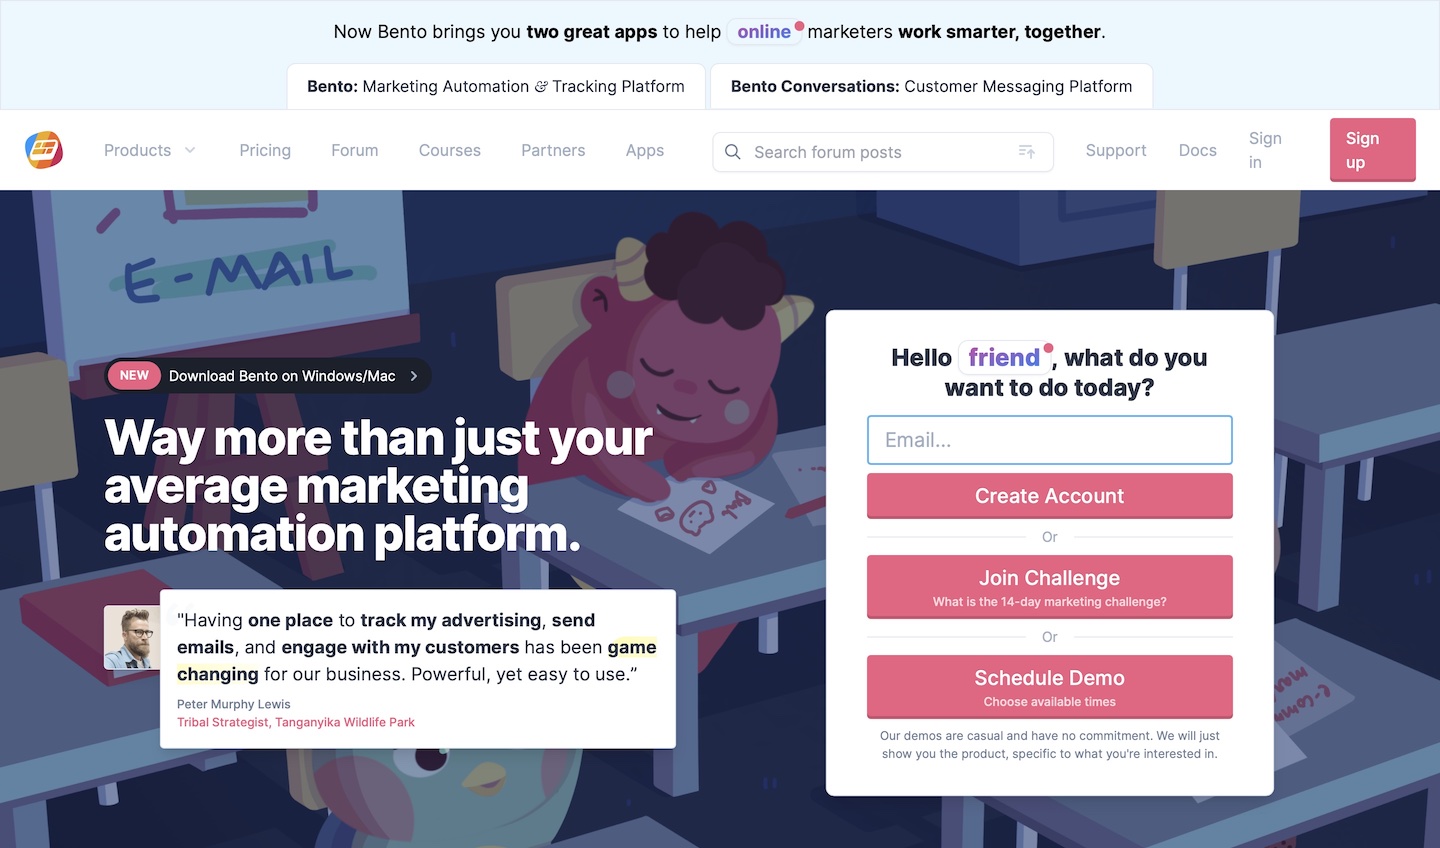 Now Bento brings you two great apps to help online marketers work smarter, together.
Bento: Marketing Automation & Tracking Platform
Bento Conversations: Customer Messaging Platform
Products
Pricing
Forum
Courses
Partners
Apps
Search forum posts
Support
Docs
Sign
in
Sign
up
E-MAIL
NEW Download Bento on Windows/Mac
Way more than just your
average marketing
automation platform.
"Having one place to track my advertising, send
emails, and engage with my customers has been game
changing for our business. Powerful, yet easy to use.”
Peter Murphy Lewis
Tribal Strategist, Tanganyika Wildlife Park
Hello friend, what do you
want to do today?
Email...
Create Account
Or
Join Challenge
What is the 14-day marketing challenge?
Or
Schedule Demo
Choose available times
Our demos are casual and have no commitment. We will just
show you the product, specific to what you're interested in.